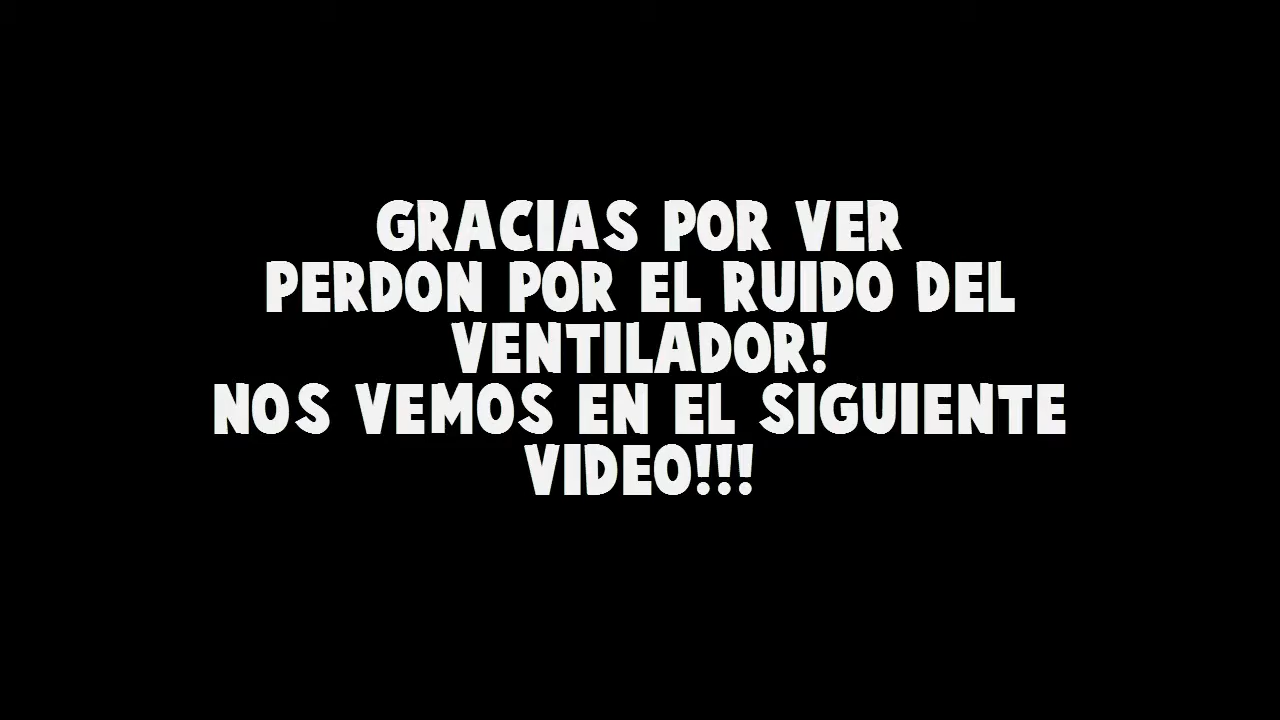 GRACIAS POR VER
PERDON POR EL RUIDO DEL
VENTILADOR!
NOS VEMOS EN EL SIGUIENTE
VIDEO!!!